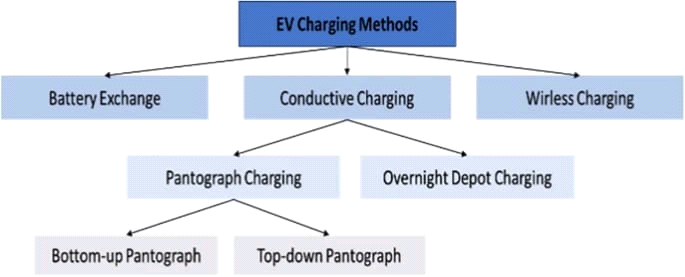 EV Charging Methods
Battery Exchange
Conductive Charging
Wirless Charging
Pantograph Charging
Overnight Depot Charging
Bottom-up Pantograph
Top-down Pantograph